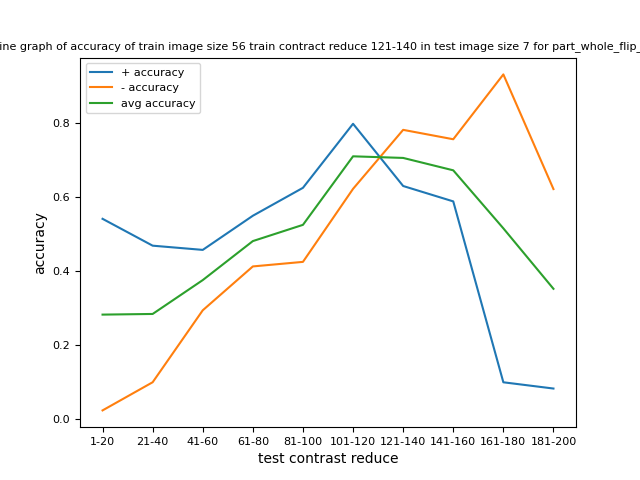 graph of accuracy of train image size 56 train contract reduce 121-140 in test image size 7 for part_whole_flip_
+ accuracy
- accuracy
avg accuracy
accuracy
0.8
0.6
0.4
0.2
0.0
1-20 21-40 41-60 61-80 81-100 101-120 121-140 141-160 161-180 181-200
test contrast reduce